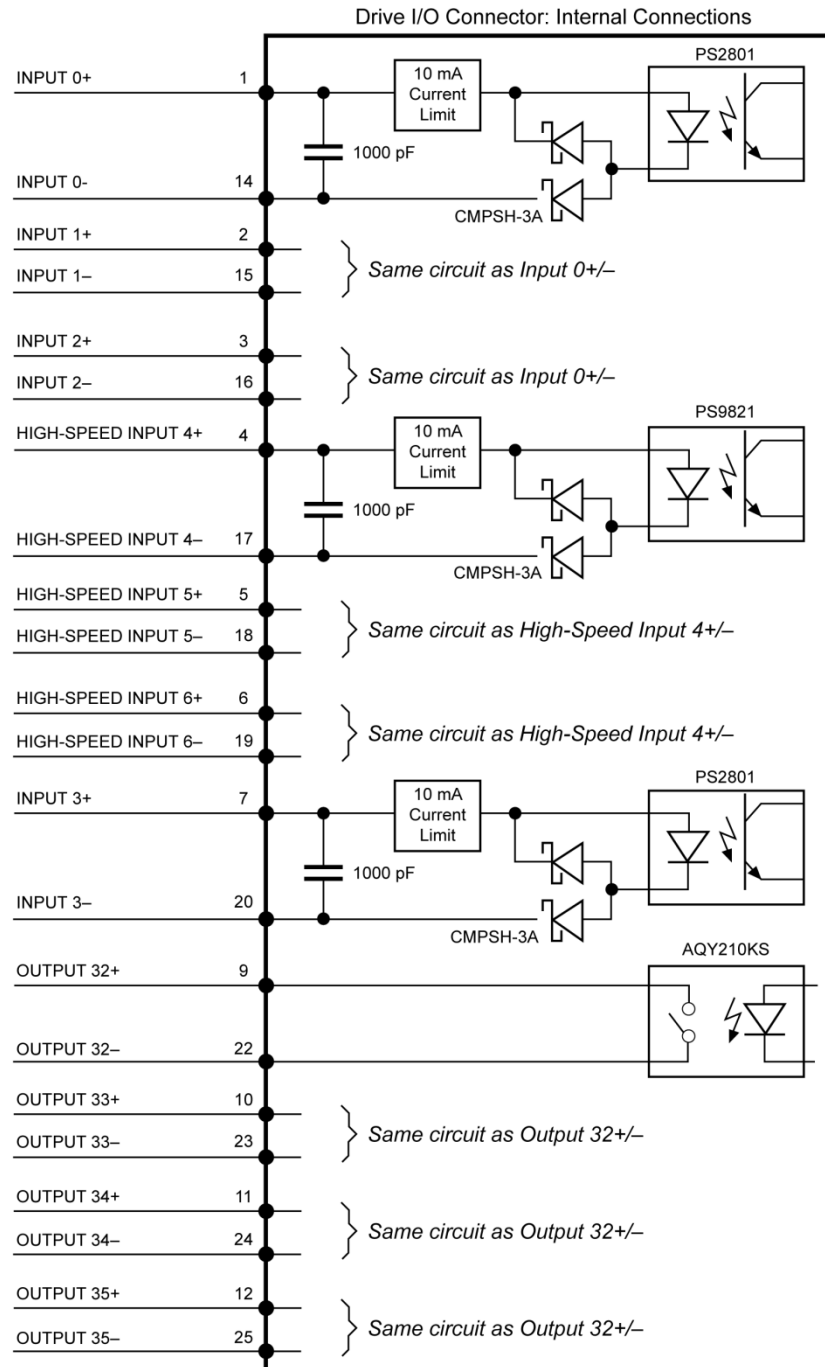 Drive I/O Connector: Internal Connections
INPUT 0+ 1
10 mA
Current
Limit
PS2801
1000 pF
INPUT 0- 14
CMPSH-3A
INPUT 1+ 2
INPUT 1– 15
Same circuit as Input 0+/–
INPUT 2+ 3
INPUT 2– 16
Same circuit as Input 0+/–
HIGH-SPEED INPUT 4+ 4
10 mA
Current
Limit
PS9821
1000 pF
HIGH-SPEED INPUT 4– 17
CMPSH-3A
HIGH-SPEED INPUT 5+ 5
HIGH-SPEED INPUT 5– 18
Same circuit as High-Speed Input 4+/–
HIGH-SPEED INPUT 6+ 6
HIGH-SPEED INPUT 6– 19
Same circuit as High-Speed Input 4+/–
INPUT 3+ 7
10 mA
Current
Limit
PS2801
1000 pF
INPUT 3– 20
CMPSH-3A
OUTPUT 32+ 9
AQY210KS
OUTPUT 32– 22
OUTPUT 33+ 10
OUTPUT 33– 23
Same circuit as Output 32+/–
OUTPUT 34+ 11
OUTPUT 34– 24
Same circuit as Output 32+/–
OUTPUT 35+ 12
OUTPUT 35– 25
Same circuit as Output 32+/–